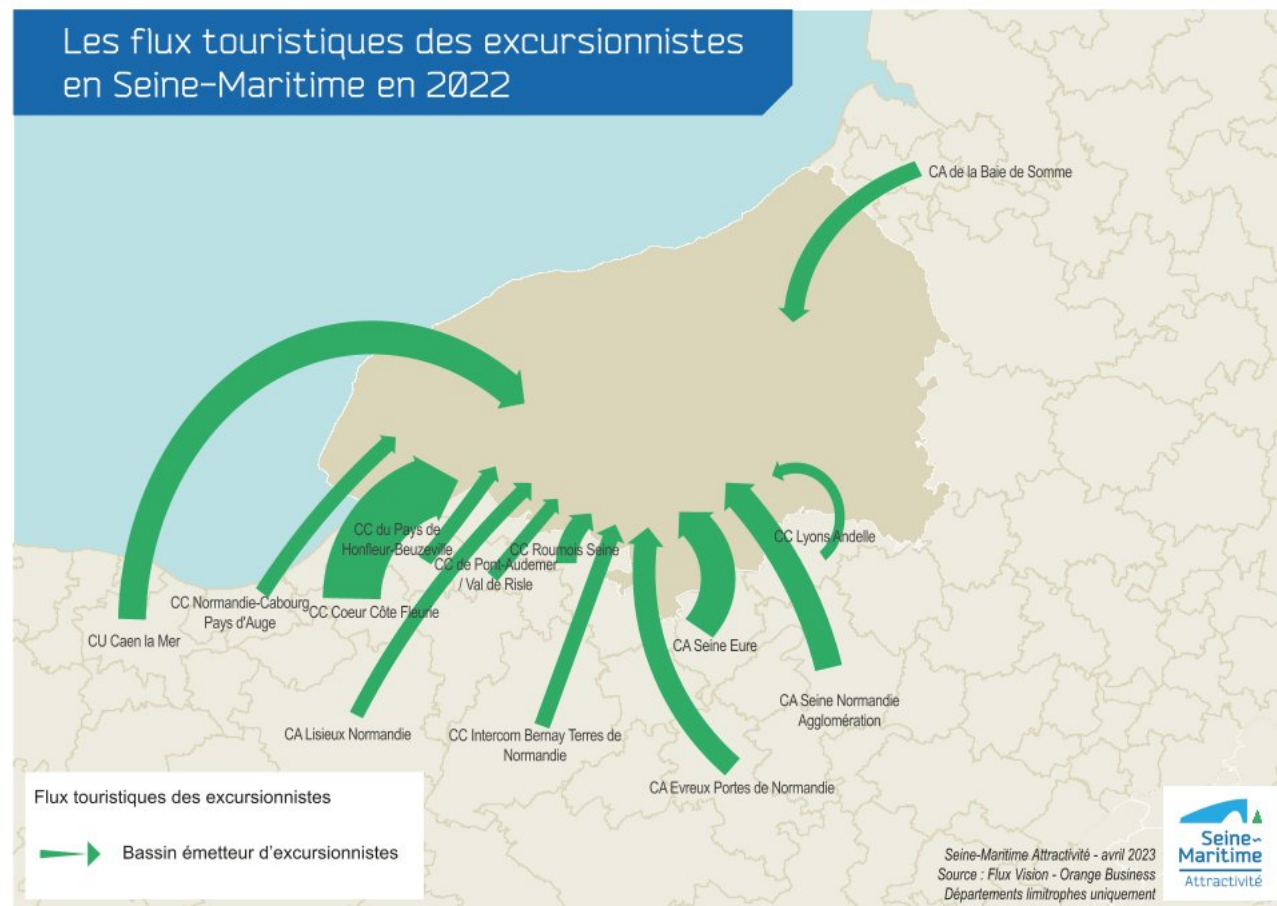 Les flux touristiques des excursionnistes
en Seine-Maritime en 2022
CA de la Baie de Somme
CC du Pays de
Honfleur-Beuzeville
CC de Pont-Audemer
/ Val de Risle
CC Roumois Seine
CC Lyons Andelle
CC Normandie-Cabourg
Pays d'Auge
CC Coeur Côte Fleurie
CU Caen la Mer
CA Seine Eure
CA Seine Normandie
Agglomération
CA Lisieux Normandie
CC Intercom Bernay Terres de
Normandie
CA Evreux Portes de Normandie
Flux touristiques des excursionnistes
Bassin émetteur d'excursionnistes
Seine-Maritime Attractivité - avril 2023
Source : Flux Vision - Orange Business
Départements limitrophes uniquement
Seine~
Maritime
Attractivité